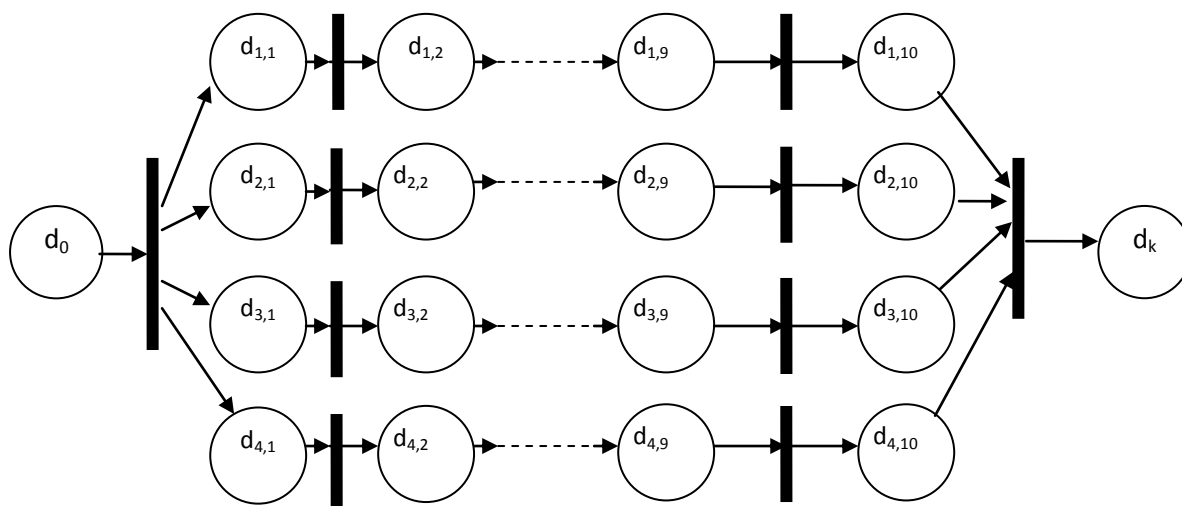 d1,1 d1,2 d1,9 d1,10
d2,1 d2,2 d2,9 d2,10
d0 dk
d3,1 d3,2 d3,9 d3,10
d4,1 d4,2 d4,9 d4,10